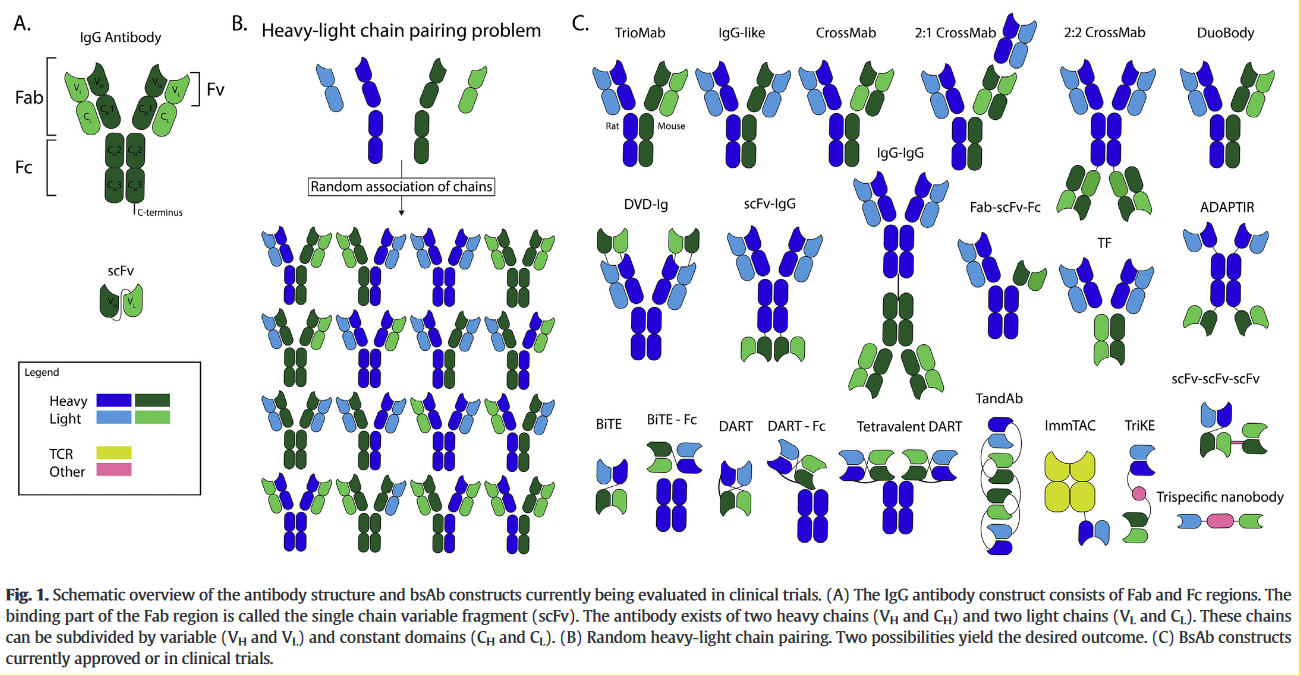 A.
IgG Antibody
Fab
Fv
Fc
V_L
V_H
V_H
V_L
C_H1
C_H1
C_L
C_L
C_H2
C_H2
C_H3
C_H3
C-terminus
scFv
V_H
V_L
Legend
Heavy
Light
TCR
Other
B.
Heavy-light chain pairing problem
Random association of chains
C.
TrioMab
IgG-like
CrossMab
2:1 CrossMab
2:2 CrossMab
DuoBody
Rat
Mouse
IgG-IgG
DVD-Ig
scFv-IgG
Fab-scFv-Fc
TF
ADAPTIR
BiTE
BiTE - Fc
DART
DART - Fc
Tetravalent DART
TandAb
ImmTAC
TriKE
scFv-scFv-scFv
Trispecific nanobody
Fig. 1. Schematic overview of the antibody structure and bsAb constructs currently being evaluated in clinical trials. (A) The IgG antibody construct consists of Fab and Fc regions. The
binding part of the Fab region is called the single chain variable fragment (scFv). The antibody exists of two heavy chains (V_H and C_H) and two light chains (V_L and C_L). These chains
can be subdivided by variable (V_H and V_L) and constant domains (C_H and C_L). (B) Random heavy-light chain pairing. Two possibilities yield the desired outcome. (C) BsAb constructs
currently approved or in clinical trials.